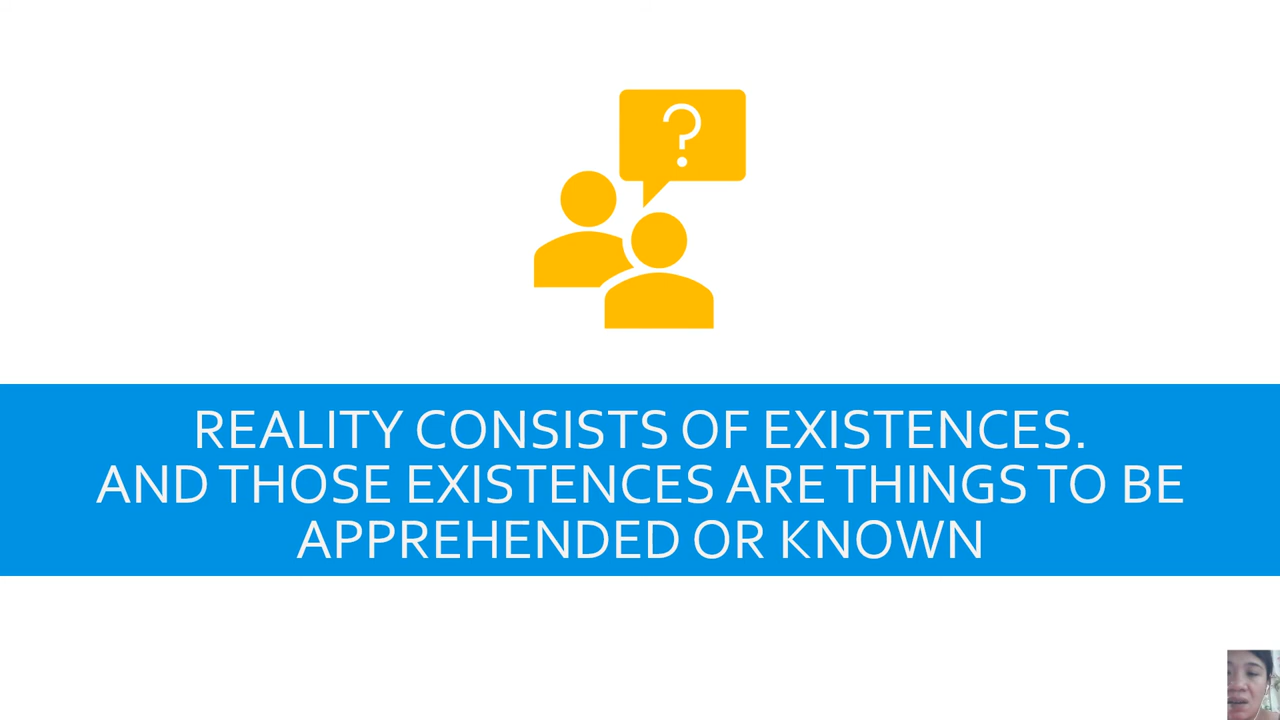 ?
REALITY CONSISTS OF EXISTENCES.
AND THOSE EXISTENCES ARE THINGS TO BE
APPREHENDED OR KNOWN